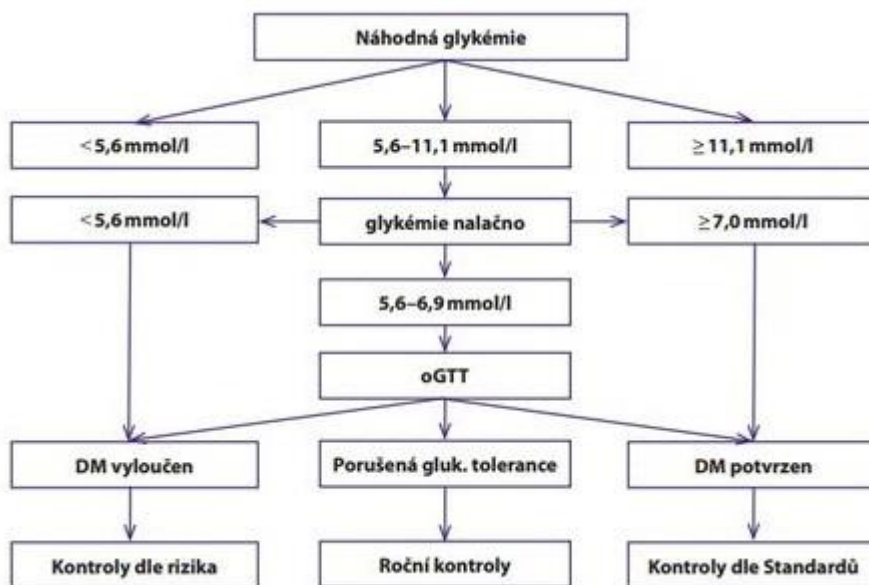 Náhodná glykémie
< 5,6 mmol/l
5,6–11,1 mmol/l
≥ 11,1 mmol/l
< 5,6 mmol/l
glykémie nalačno
≥ 7,0 mmol/l
5,6–6,9 mmol/l
oGTT
DM vyloučen
Porušená gluk. tolerance
DM potvrzen
Kontroly dle rizika
Roční kontroly
Kontroly dle Standardů